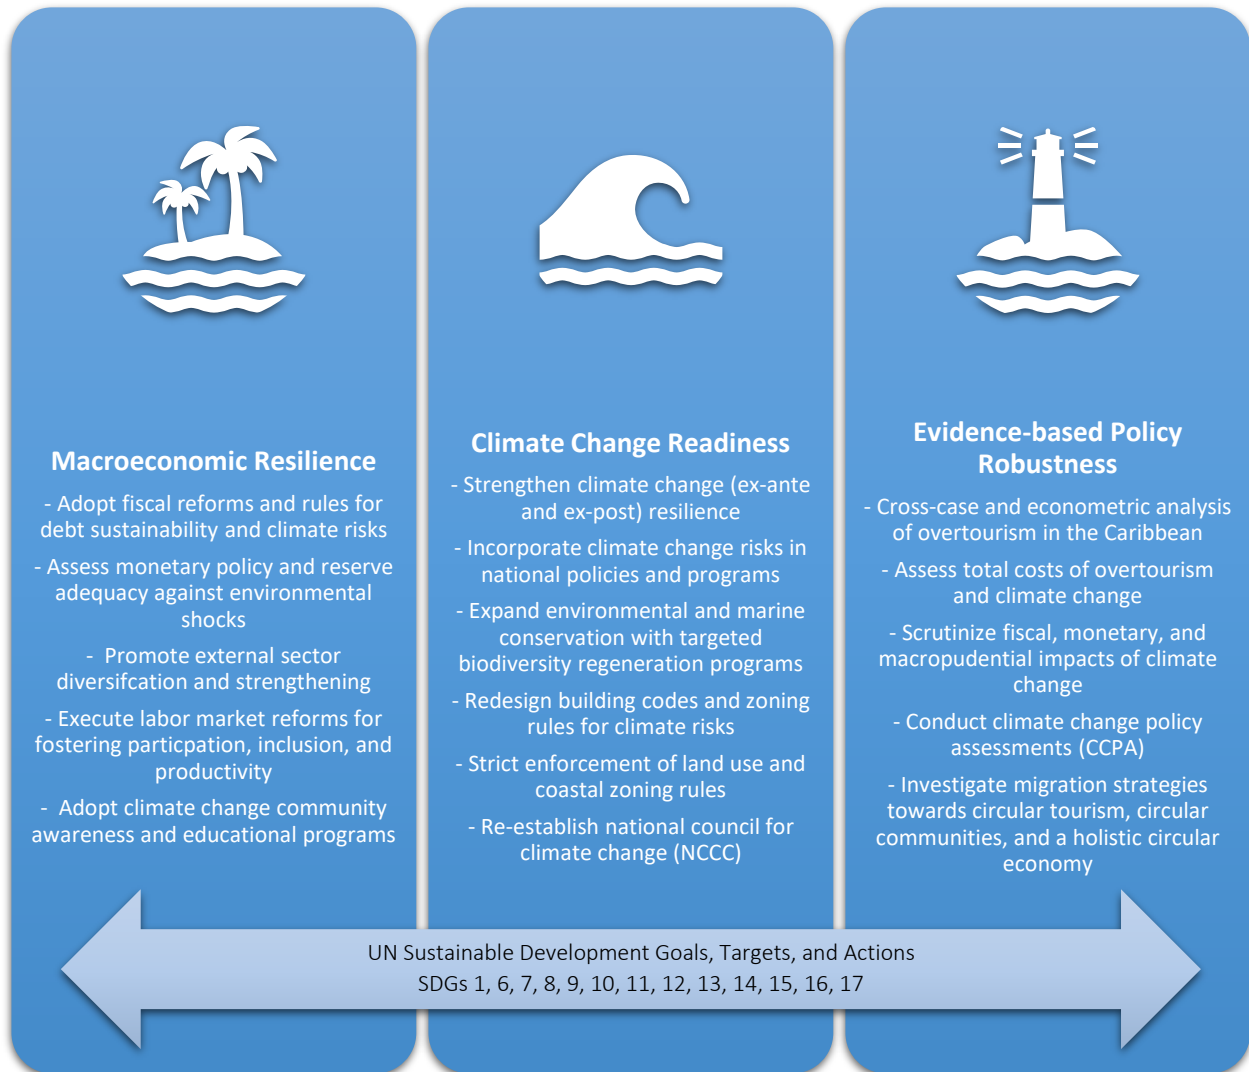 Macroeconomic Resilience
- Adopt fiscal reforms and rules for
debt sustainability and climate risks
- Assess monetary policy and reserve
adequacy against environmental
shocks
- Promote external sector
diversifcation and strengthening
- Execute labor market reforms for
fostering particpation, inclusion, and
productivity
- Adopt climate change community
awareness and educational programs
Climate Change Readiness
- Strengthen climate change (ex-ante
and ex-post) resilience
- Incorporate climate change risks in
national policies and programs
- Expand environmental and marine
conservation with targeted
biodiversity regeneration programs
- Redesign building codes and zoning
rules for climate risks
- Strict enforcement of land use and
coastal zoning rules
- Re-establish national council for
climate change (NCCC)
Evidence-based Policy
Robustness
- Cross-case and econometric analysis
of overtourism in the Caribbean
- Assess total costs of overtourism
and climate change
- Scrutinize fiscal, monetary, and
macropudential impacts of climate
change
- Conduct climate change policy
assessments (CCPA)
- Investigate migration strategies
towards circular tourism, circular
communities, and a holistic circular
economy
UN Sustainable Development Goals, Targets, and Actions
SDGs 1, 6, 7, 8, 9, 10, 11, 12, 13, 14, 15, 16, 17